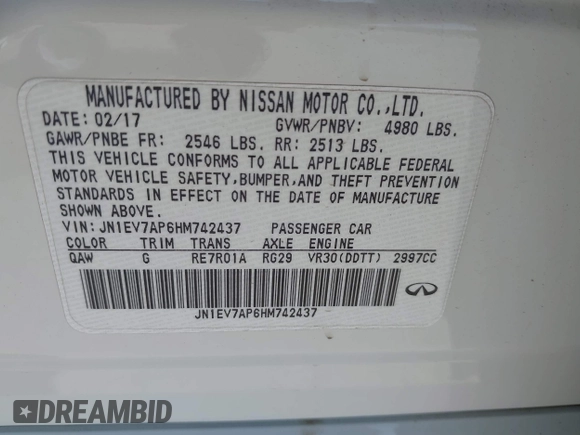 MANUFACTURED BY NISSAN MOTOR CO.,LTD.
DATE: 02/17 GVWR/PNBV: 4980 LBS.
GAWR/PNBE FR: 2546 LBS. RR: 2513 LBS.
THIS VEHICLE CONFORMS TO ALL APPLICABLE FEDERAL
MOTOR VEHICLE SAFETY,BUMPER,AND THEFT PREVENTION
STANDARDS IN EFFECT ON THE DATE OF MANUFACTURE
SHOWN ABOVE.
VIN: JN1EV7AP6HM742437 PASSENGER CAR
COLOR TRIM TRANS AXLE ENGINE
QAW G RE7R01A RG29 VR30(DDTT) 2997CC
JN1EV7AP6HM742437
DREAMBID